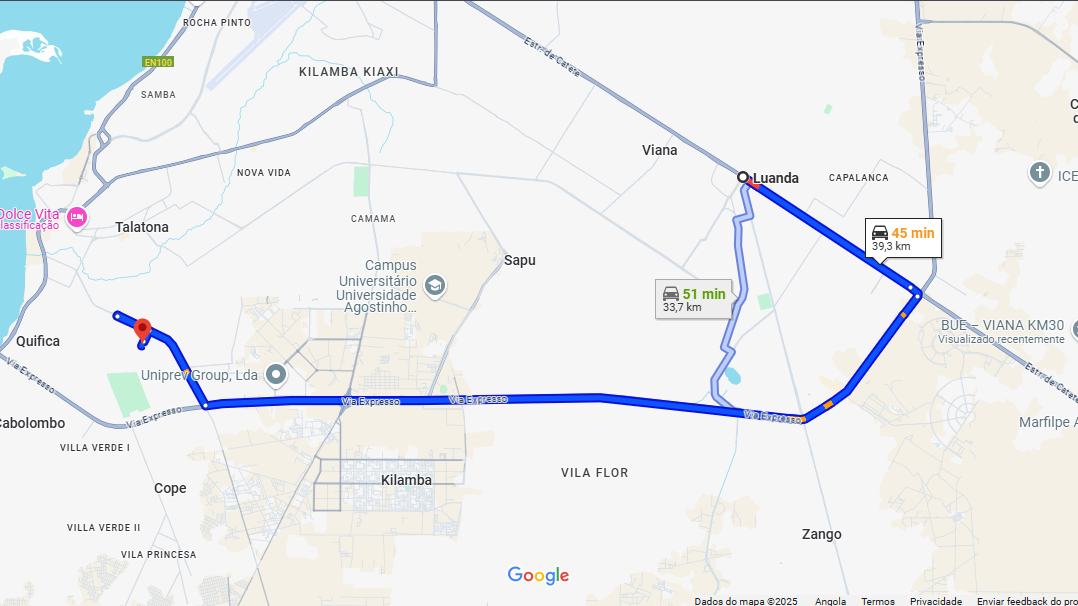 ROCHA PINTO
Estr. de Catete
Via Expresso
EN100
KILAMBA KIAXI
SAMBA
Viana
NOVA VIDA
Luanda
CAPALANCA
ICE
Dolce Vita
lassificação
Talatona
CAMAMA
45 min
39,3 km
Sapu
Campus
Universitário
Universidade
Agostinho...
51 min
33,7 km
BUE – VIANA KM30
Visualizado recentemente
Quifica
Via Expresso
Uniprev Group, Lda
Estr. de Catete
Via Expresso
Via Expresso
Via Expresso
Via Expresso
Cabolombo
Marfilpe A
VILLA VERDE I
VILA FLOR
Cope
Kilamba
VILLA VERDE II
Zango
VILA PRINCESA
Google
Dados do mapa ©2025 Angola Termos Privacidade Enviar feedback do pro